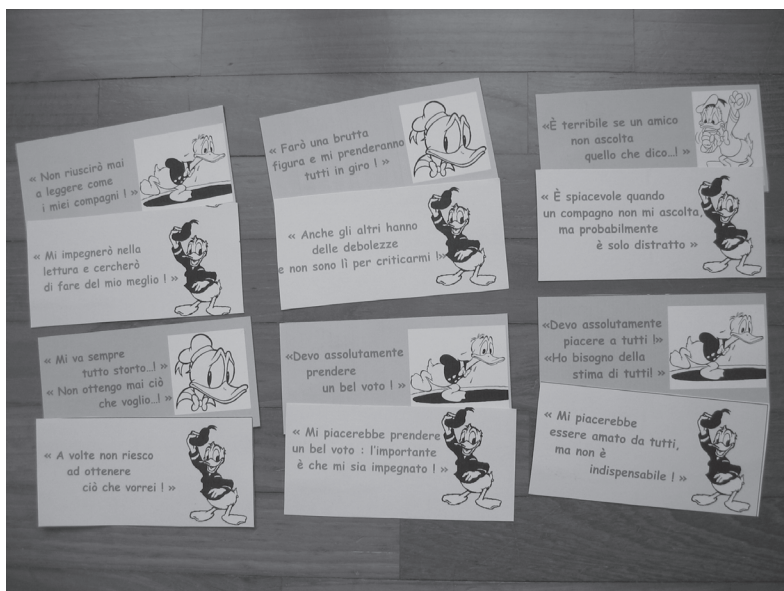 « Non riuscirò mai
a leggere come
i miei compagni ! »
« Mi impegnerò nella
lettura e cercherò
di fare del mio meglio ! »
« Farò una brutta
figura e mi prenderanno
tutti in giro ! »
« Anche gli altri hanno
delle debolezze
e non sono lì per criticarmi !»
«È terribile se un amico
non ascolta
quello che dico…! »
« È spiacevole quando
un compagno non mi ascolta,
ma probabilmente
è solo distratto »
« Mi va sempre
tutto storto…! »
« Non ottengo mai ciò
che voglio…! »
« A volte non riesco
ad ottenere
ciò che vorrei ! »
«Devo assolutamente
prendere
un bel voto ! »
« Mi piacerebbe prendere
un bel voto : l'importante
è che mi sia impegnato ! »
«Devo assolutamente
piacere a tutti !»
«Ho bisogno della
stima di tutti! »
« Mi piacerebbe
essere amato da tutti,
ma non è
indispensabile ! »